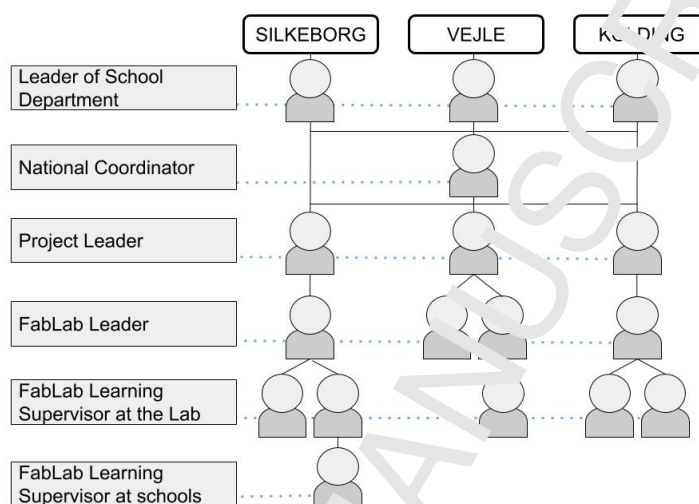 SILKEBORG
VEJLE
Leader of School
Department
National Coordinator
Project Leader
FabLab Leader
FabLab Learning
Supervisor at the Lab
FabLab Learning
Supervisor at schools